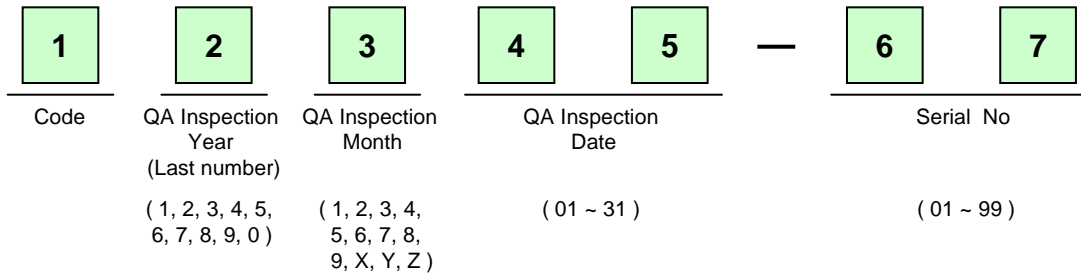 1 2 3 4 5 — 6 7
Code QA Inspection QA Inspection QA Inspection Serial No
Year Month Date
(Last number)
( 1, 2, 3, 4, 5, ( 1, 2, 3, 4, ( 01 ~ 31 ) ( 01 ~ 99 )
6, 7, 8, 9, 0 ) 5, 6, 7, 8,
9, X, Y, Z )